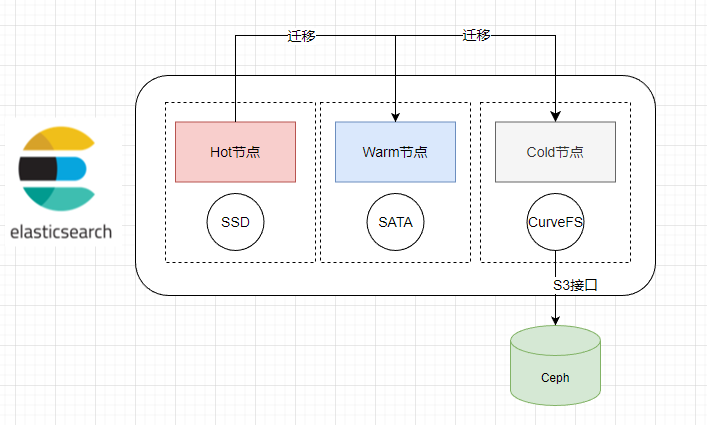 迁移
迁移
Hot节点
Warm节点
Cold节点
SSD
SATA
CurveFS
elasticsearch
S3接口
Ceph